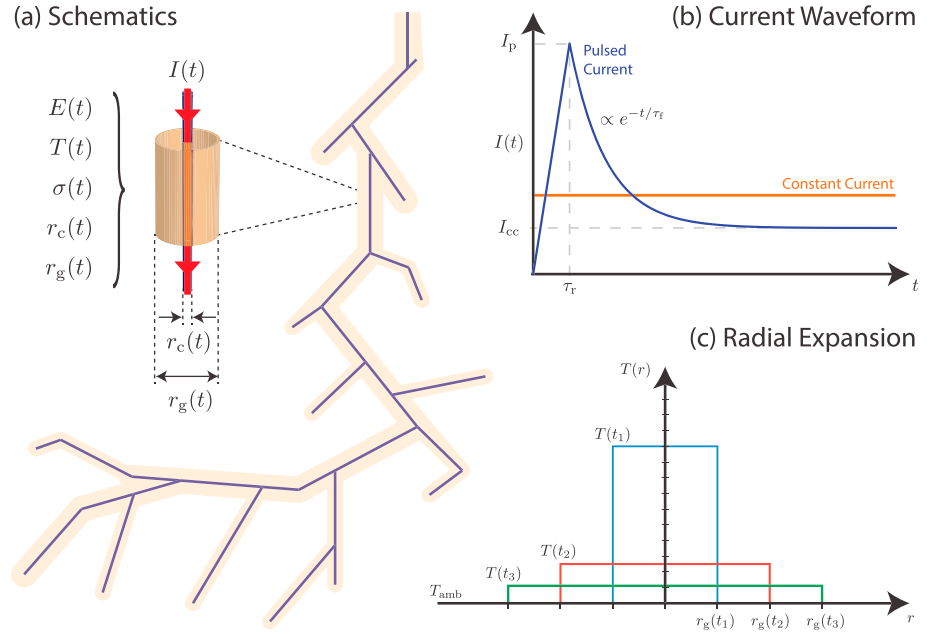 (a) Schematics
I(t)
E(t)
T(t)
σ(t)
r_c(t)
r_g(t)
r_c(t)
r_g(t)
(b) Current Waveform
I_p
Pulsed
Current
∝ e^{-t/τ_f}
I(t)
Constant Current
I_cc
τ_r
t
(c) Radial Expansion
T(r)
T(t_1)
T(t_2)
T(t_3)
T_amb
r_g(t_1)
r_g(t_2)
r_g(t_3)
r